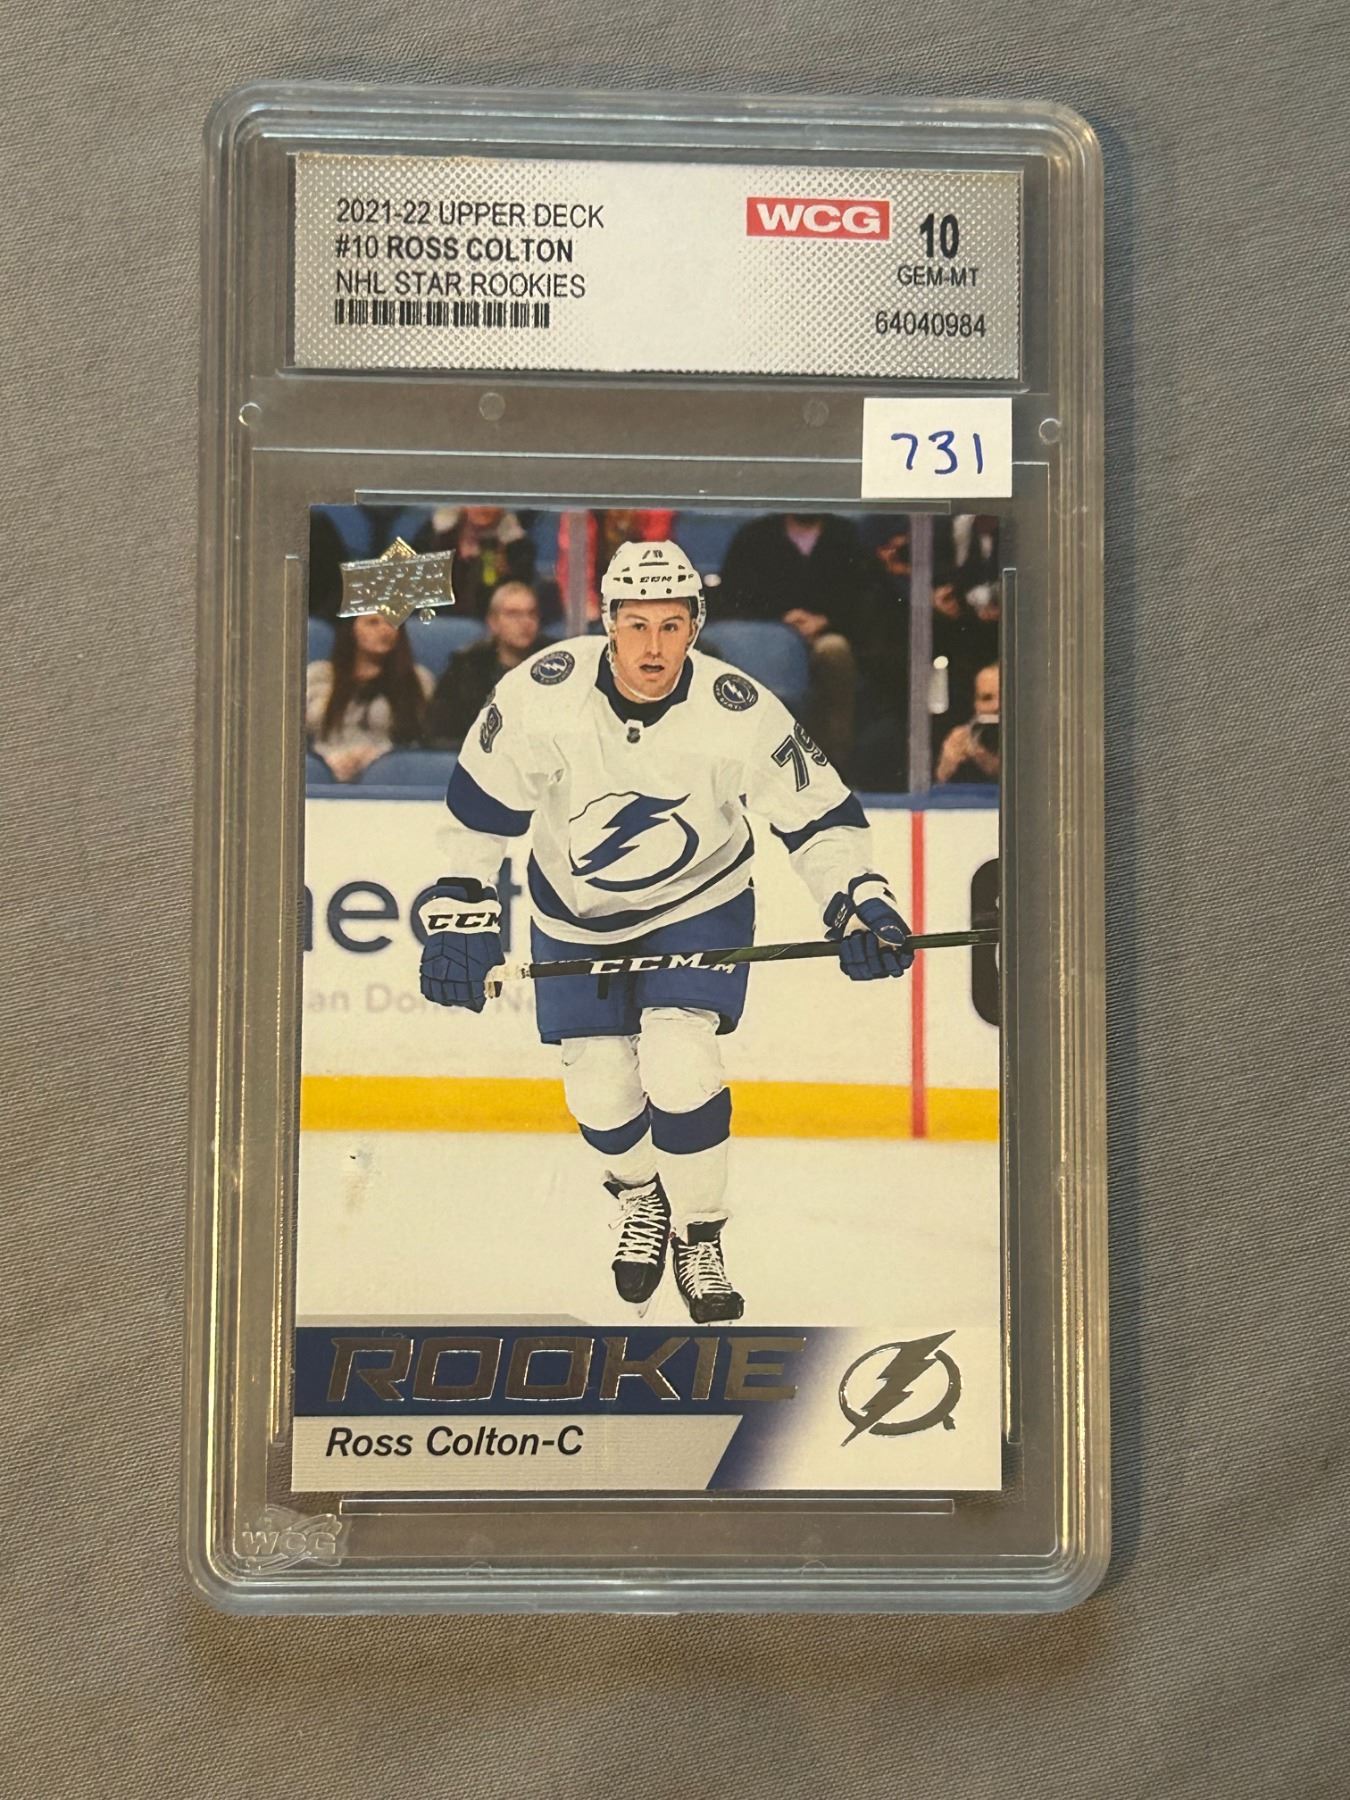 2021-22 UPPER DECK
#10 ROSS COLTON
NHL STAR ROOKIES
WCG
10
GEM-MT
64040984
731
CCM
79
CCM
CCM
ROOKIE
Ross Colton-C
WCG